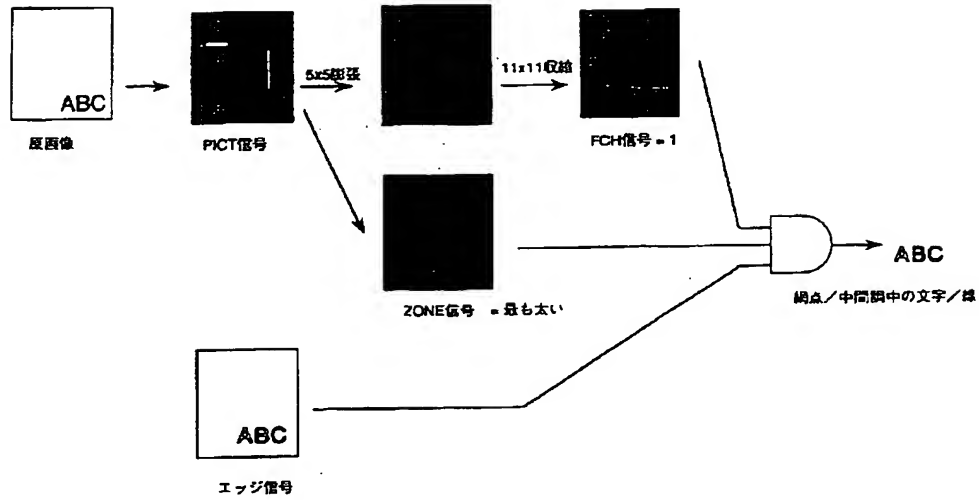 ABC
原画像
PICT信号
5x5膨張
11x11収縮
FCH信号 = 1
ZONE信号 = 最も太い
ABC
エッジ信号
ABC
網点／中間調中の文字／線